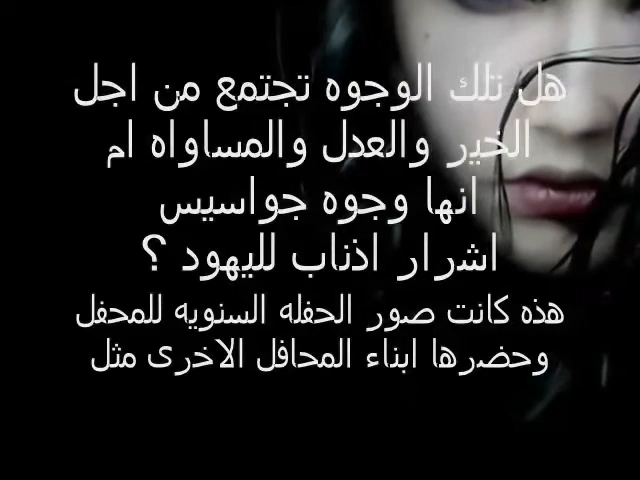 هل تلك الوجوه تجتمع من اجل
الخير والعدل والمساواه ام
انها وجوه جواسيس
اشرار اذناب لليهود ؟
هذه كانت صور الحفله السنويه للمحفل
وحضرها ابناء المحافل الاخرى مثل